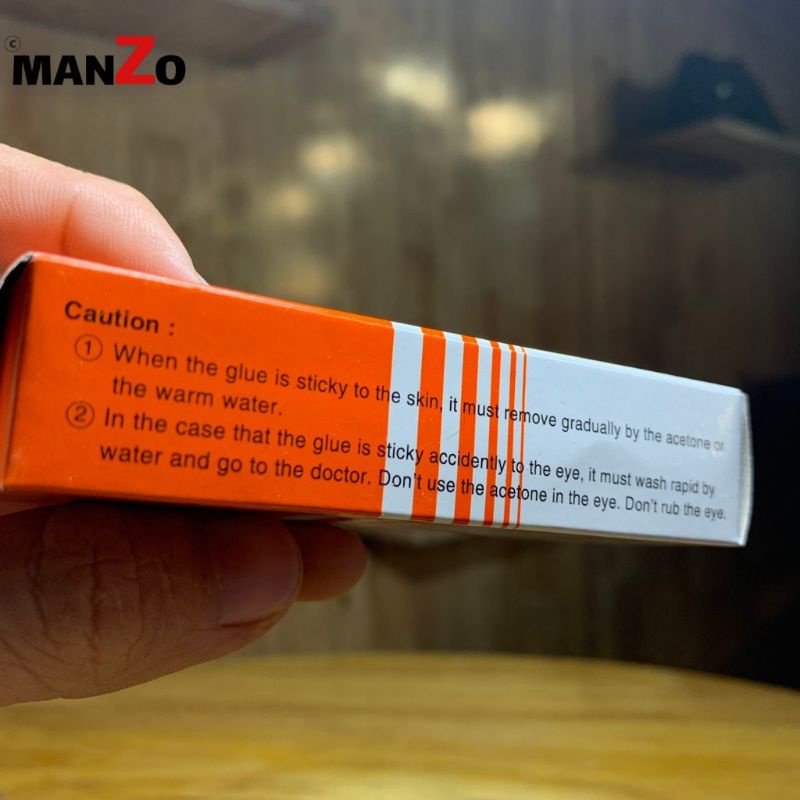 ©
MANZO
Caution :
① When the glue is sticky to the skin, it must remove gradually by the acetone or
the warm water.
② In the case that the glue is sticky accidently to the eye, it must wash rapid by
water and go to the doctor. Don't use the acetone in the eye. Don't rub the eye.